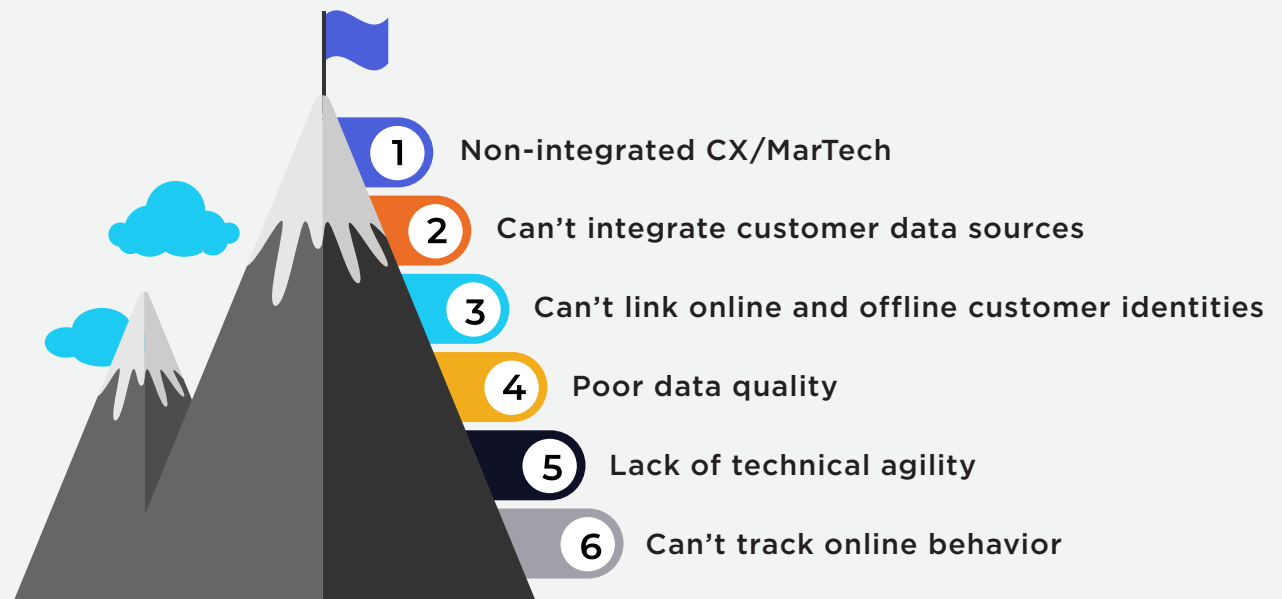 1 Non-integrated CX/MarTech
2 Can’t integrate customer data sources
3 Can’t link online and offline customer identities
4 Poor data quality
5 Lack of technical agility
6 Can’t track online behavior